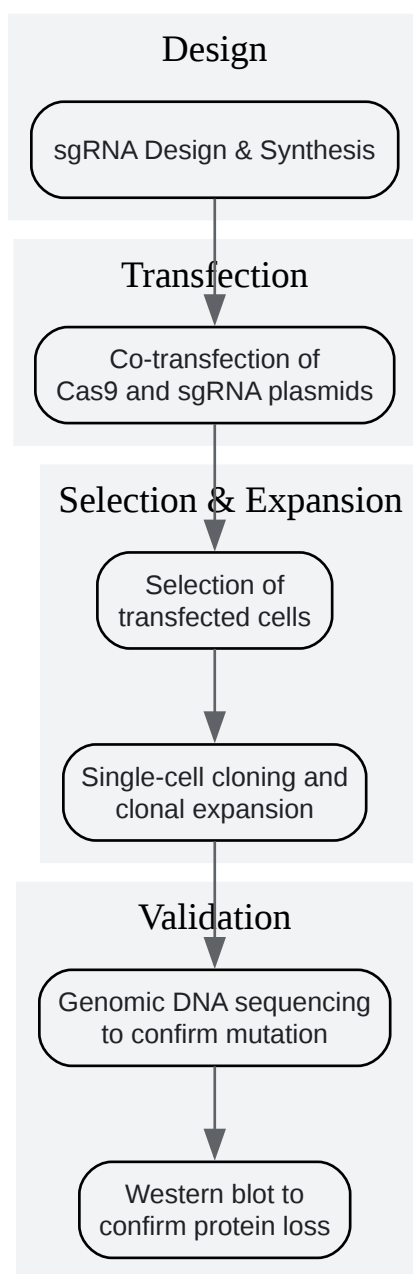 Design
sgRNA Design & Synthesis
Transfection
Co-transfection of
Cas9 and sgRNA plasmids
Selection & Expansion
Selection of
transfected cells
Single-cell cloning and
clonal expansion
Validation
Genomic DNA sequencing
to confirm mutation
Western blot to
confirm protein loss